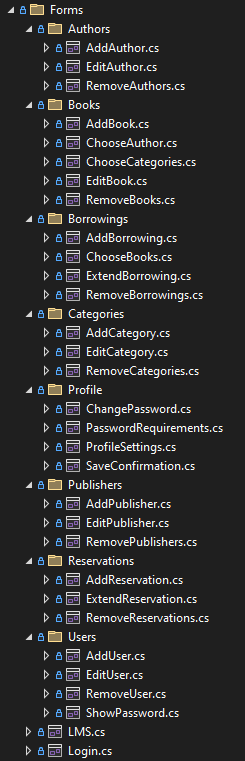 Forms
Authors
AddAuthor.cs
EditAuthor.cs
RemoveAuthors.cs
Books
AddBook.cs
ChooseAuthor.cs
ChooseCategories.cs
EditBook.cs
RemoveBooks.cs
Borrowings
AddBorrowing.cs
ChooseBooks.cs
ExtendBorrowing.cs
RemoveBorrowings.cs
Categories
AddCategory.cs
EditCategory.cs
RemoveCategories.cs
Profile
ChangePassword.cs
PasswordRequirements.cs
ProfileSettings.cs
SaveConfirmation.cs
Publishers
AddPublisher.cs
EditPublisher.cs
RemovePublishers.cs
Reservations
AddReservation.cs
ExtendReservation.cs
RemoveReservations.cs
Users
AddUser.cs
EditUser.cs
RemoveUser.cs
ShowPassword.cs
LMS.cs
Login.cs